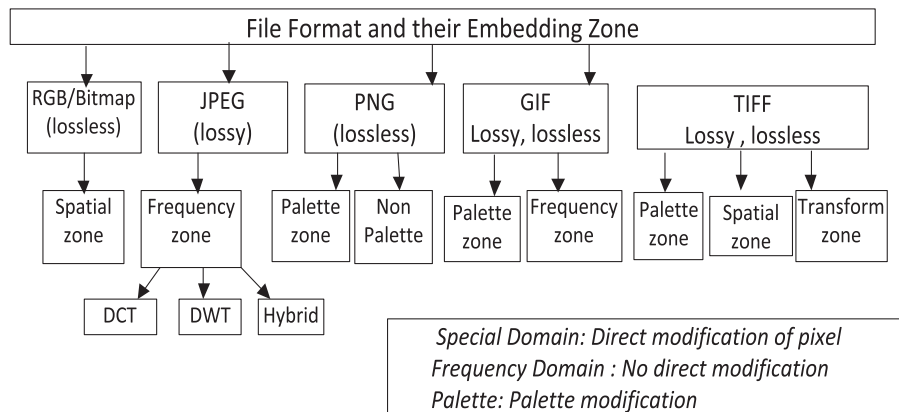 File Format and their Embedding Zone
RGB/Bitmap
(lossless)
JPEG
(lossy)
PNG
(lossless)
GIF
Lossy, lossless
TIFF
Lossy , lossless
Spatial
zone
Frequency
zone
Palette
zone
Non
Palette
Palette
zone
Frequency
zone
Palette
zone
Spatial
zone
Transform
zone
DCT
DWT
Hybrid
Special Domain: Direct modification of pixel
Frequency Domain : No direct modification
Palette: Palette modification